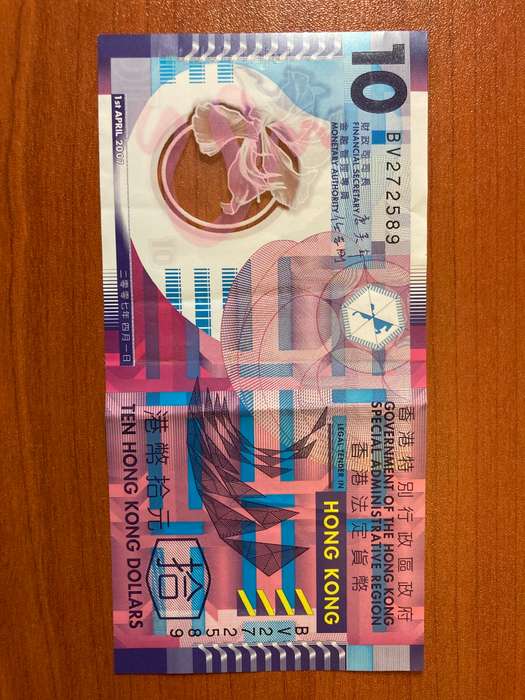 10
BV272589
財政司司長
FINANCIAL SECRETARY
金融管理專員
MONETARY AUTHORITY
香港特別行政區政府
GOVERNMENT OF THE HONG KONG
SPECIAL ADMINISTRATIVE REGION
香港法定貨幣
LEGAL TENDER IN
HONG KONG
BV272589
港幣拾元
拾
TEN HONG KONG DOLLARS
10
1st APRIL 2007
二〇〇七年四月一日